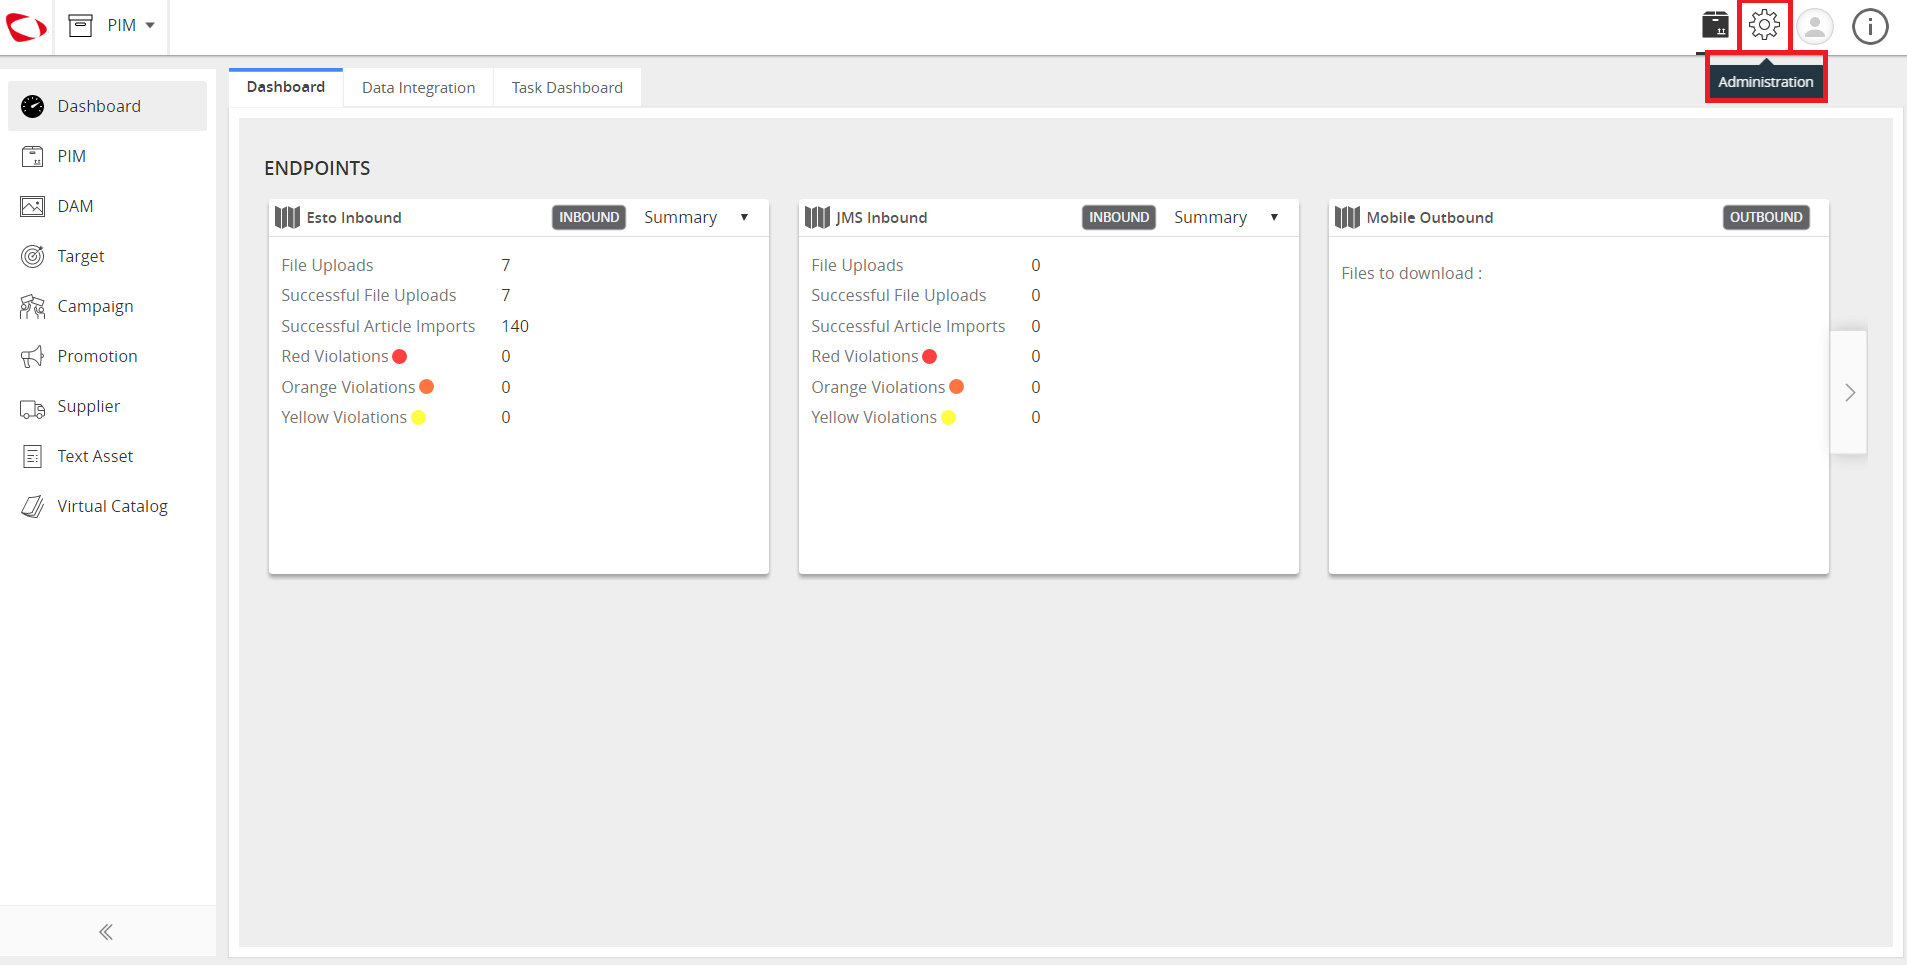 PIM
Administration
Dashboard
PIM
DAM
Target
Campaign
Promotion
Supplier
Text Asset
Virtual Catalog
Dashboard Data Integration Task Dashboard
ENDPOINTS
Esto Inbound INBOUND Summary
File Uploads 7
Successful File Uploads 7
Successful Article Imports 140
Red Violations 0
Orange Violations 0
Yellow Violations 0
JMS Inbound INBOUND Summary
File Uploads 0
Successful File Uploads 0
Successful Article Imports 0
Red Violations 0
Orange Violations 0
Yellow Violations 0
Mobile Outbound OUTBOUND
Files to download :